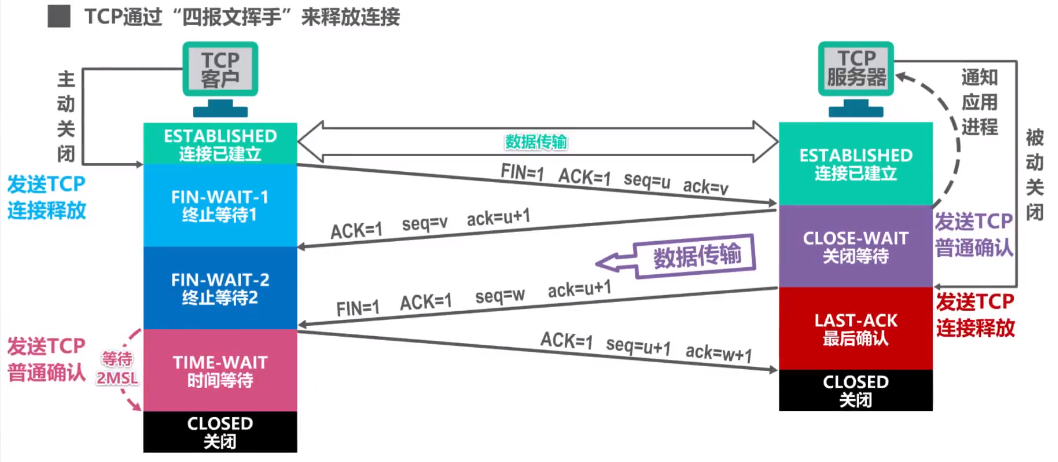 TCP通过“四报文挥手”来释放连接
TCP
客户
TCP
服务器
主
动
关
闭
通知
应用
进程
被
动
关
闭
ESTABLISHED
连接已建立
数据传输
ESTABLISHED
连接已建立
FIN=1 ACK=1 seq=u ack=v
发送TCP
连接释放
FIN-WAIT-1
终止等待1
ACK=1 seq=v ack=u+1
CLOSE-WAIT
关闭等待
发送TCP
普通确认
数据传输
FIN-WAIT-2
终止等待2
FIN=1 ACK=1 seq=w ack=u+1
LAST-ACK
最后确认
发送TCP
连接释放
发送TCP
普通确认
等待
2MSL
TIME-WAIT
时间等待
ACK=1 seq=u+1 ack=w+1
CLOSED
关闭
CLOSED
关闭